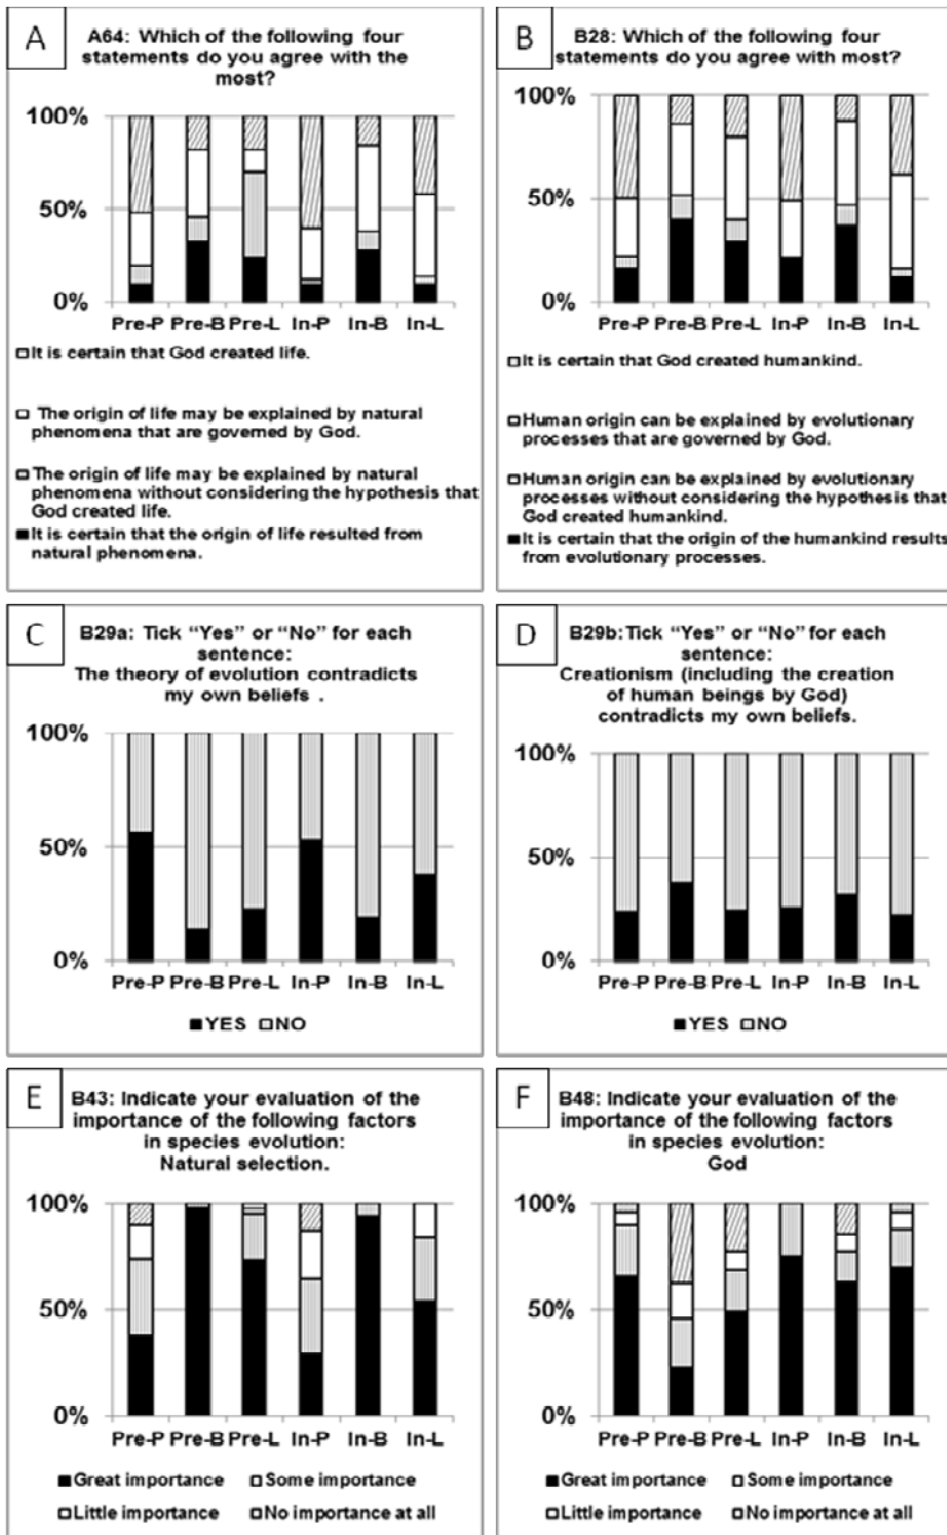 A
A64: Which of the following four
statements do you agree with the
most?
100%
50%
0%
Pre-P Pre-B Pre-L In-P In-B In-L
It is certain that God created life.
The origin of life may be explained by natural
phenomena that are governed by God.
The origin of life may be explained by natural
phenomena without considering the hypothesis that
God created life.
It is certain that the origin of life resulted from
natural phenomena.
B
B28: Which of the following four
statements do you agree with most?
100%
50%
0%
Pre-P Pre-B Pre-L In-P In-B In-L
It is certain that God created humankind.
Human origin can be explained by evolutionary
processes that are governed by God.
Human origin can be explained by evolutionary
processes without considering the hypothesis that
God created humankind.
It is certain that the origin of the humankind results
from evolutionary processes.
C
B29a: Tick “Yes” or “No” for each
sentence:
The theory of evolution contradicts
my own beliefs .
100%
50%
0%
Pre-P Pre-B Pre-L In-P In-B In-L
YES NO
D
B29b:Tick “Yes” or “No” for each
sentence:
Creationism (including the creation
of human beings by God)
contradicts my own beliefs.
100%
50%
0%
Pre-P Pre-B Pre-L In-P In-B In-L
YES NO
E
B43: Indicate your evaluation of the
importance of the following factors
in species evolution:
Natural selection.
100%
50%
0%
Pre-P Pre-B Pre-L In-P In-B In-L
Great importance Some importance
Little importance No importance at all
F
B48: Indicate your evaluation of the
importance of the following factors
in species evolution:
God
100%
50%
0%
Pre-P Pre-B Pre-L In-P In-B In-L
Great importance Some importance
Little importance No importance at all